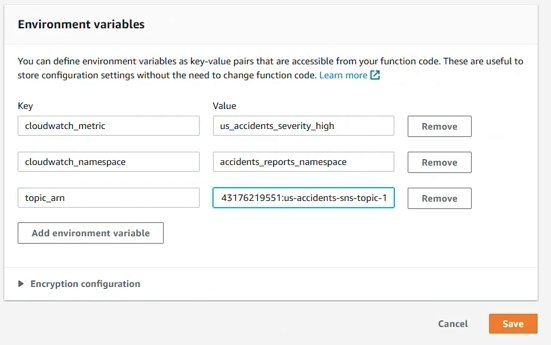 Environment variables
You can define environment variables as key-value pairs that are accessible from your function code. These are useful to
store configuration settings without the need to change function code. Learn more
Key Value
cloudwatch_metric us_accidents_severity_high Remove
cloudwatch_namespace accidents_reports_namespace Remove
topic_arn 43176219551:us-accidents-sns-topic-1 Remove
Add environment variable
Encryption configuration
Cancel Save